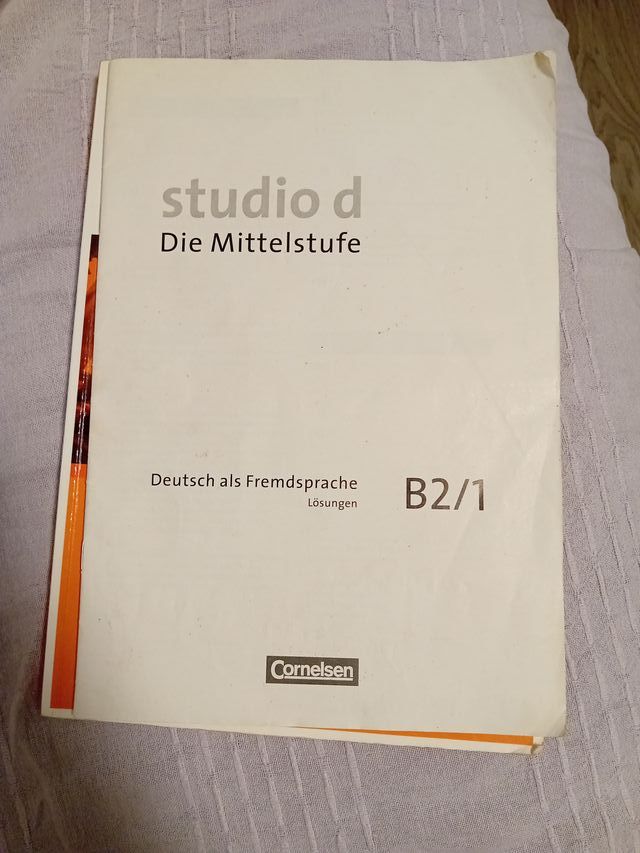 studio d
Die Mittelstufe
Deutsch als Fremdsprache
Lösungen
B2/1
Cornelsen